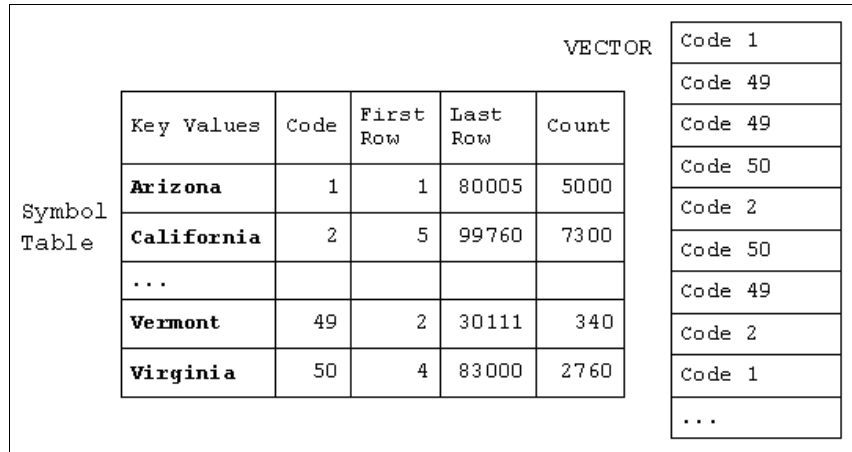 Symbol
Table
Key Values Code First Row Last Row Count
Arizona 1 1 80005 5000
California 2 5 99760 7300
...
Vermont 49 2 30111 340
Virginia 50 4 83000 2760
VECTOR
Code 1
Code 49
Code 49
Code 50
Code 2
Code 50
Code 49
Code 2
Code 1
...